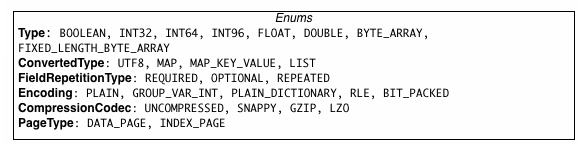 Enums
Type: BOOLEAN, INT32, INT64, INT96, FLOAT, DOUBLE, BYTE_ARRAY,
FIXED_LENGTH_BYTE_ARRAY
ConvertedType: UTF8, MAP, MAP_KEY_VALUE, LIST
FieldRepetitionType: REQUIRED, OPTIONAL, REPEATED
Encoding: PLAIN, GROUP_VAR_INT, PLAIN_DICTIONARY, RLE, BIT_PACKED
CompressionCodec: UNCOMPRESSED, SNAPPY, GZIP, LZO
PageType: DATA_PAGE, INDEX_PAGE